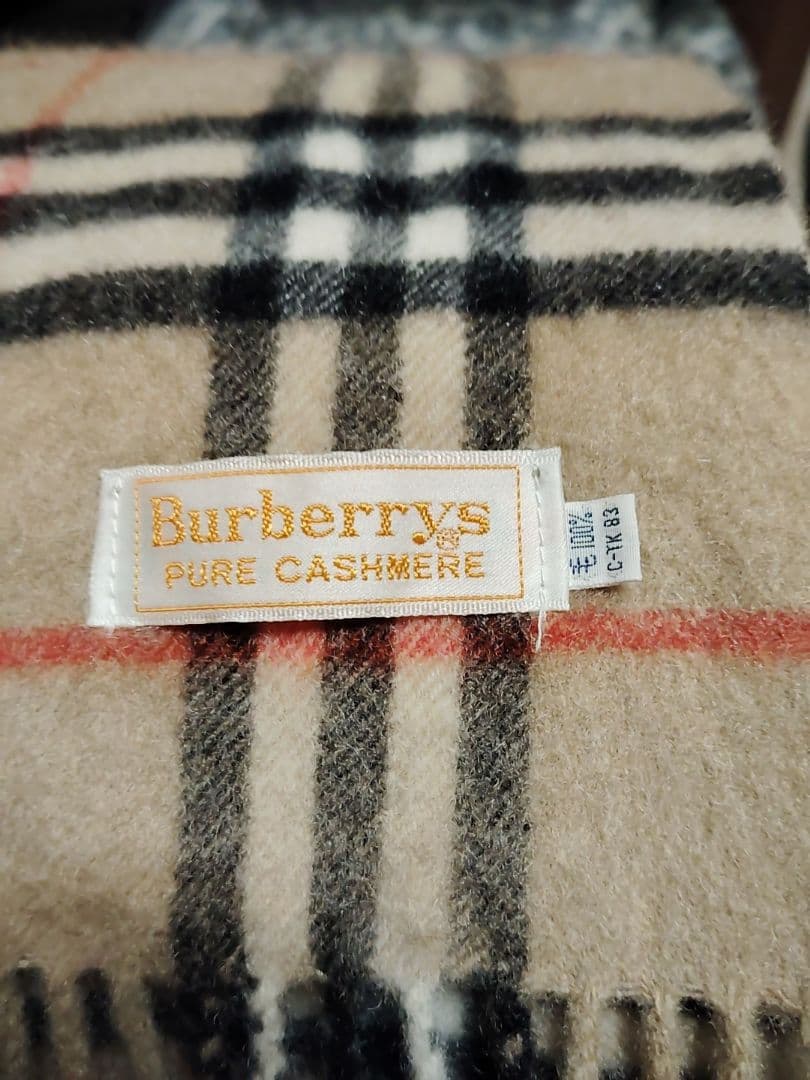 Burberrys
PURE CASHMERE
毛 100%
C-TK 83